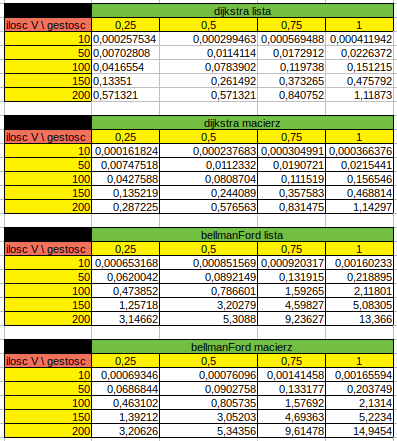 dijkstra lista
ilosc V \ gestosc 0,25 0,5 0,75 1
10 0,000257534 0,000299463 0,000569488 0,000411942
50 0,00702808 0,0114114 0,0172912 0,0226372
100 0,0416554 0,0783902 0,119738 0,151215
150 0,13351 0,261492 0,373265 0,475792
200 0,571321 0,571321 0,840752 1,11873
dijkstra macierz
ilosc V \ gestosc 0,25 0,5 0,75 1
10 0,000161824 0,000237683 0,000304991 0,000366376
50 0,00747518 0,0112332 0,0190721 0,0215441
100 0,0427588 0,0808704 0,111519 0,156546
150 0,135219 0,244089 0,357583 0,468814
200 0,287225 0,576563 0,831475 1,14297
bellmanFord lista
ilosc V \ gestosc 0,25 0,5 0,75 1
10 0,000653168 0,000851569 0,000920317 0,00160233
50 0,0620042 0,0892149 0,131915 0,218895
100 0,473852 0,786601 1,59265 2,11801
150 1,25718 3,20279 4,59827 5,08305
200 3,14662 5,3088 9,23627 13,366
bellmanFord macierz
ilosc V \ gestosc 0,25 0,5 0,75 1
10 0,00069346 0,00076096 0,00141458 0,00165594
50 0,0686844 0,0902758 0,133177 0,203749
100 0,463102 0,805735 1,57692 2,1314
150 1,39212 3,05203 4,69363 5,2234
200 3,20626 5,34356 9,61478 14,9454